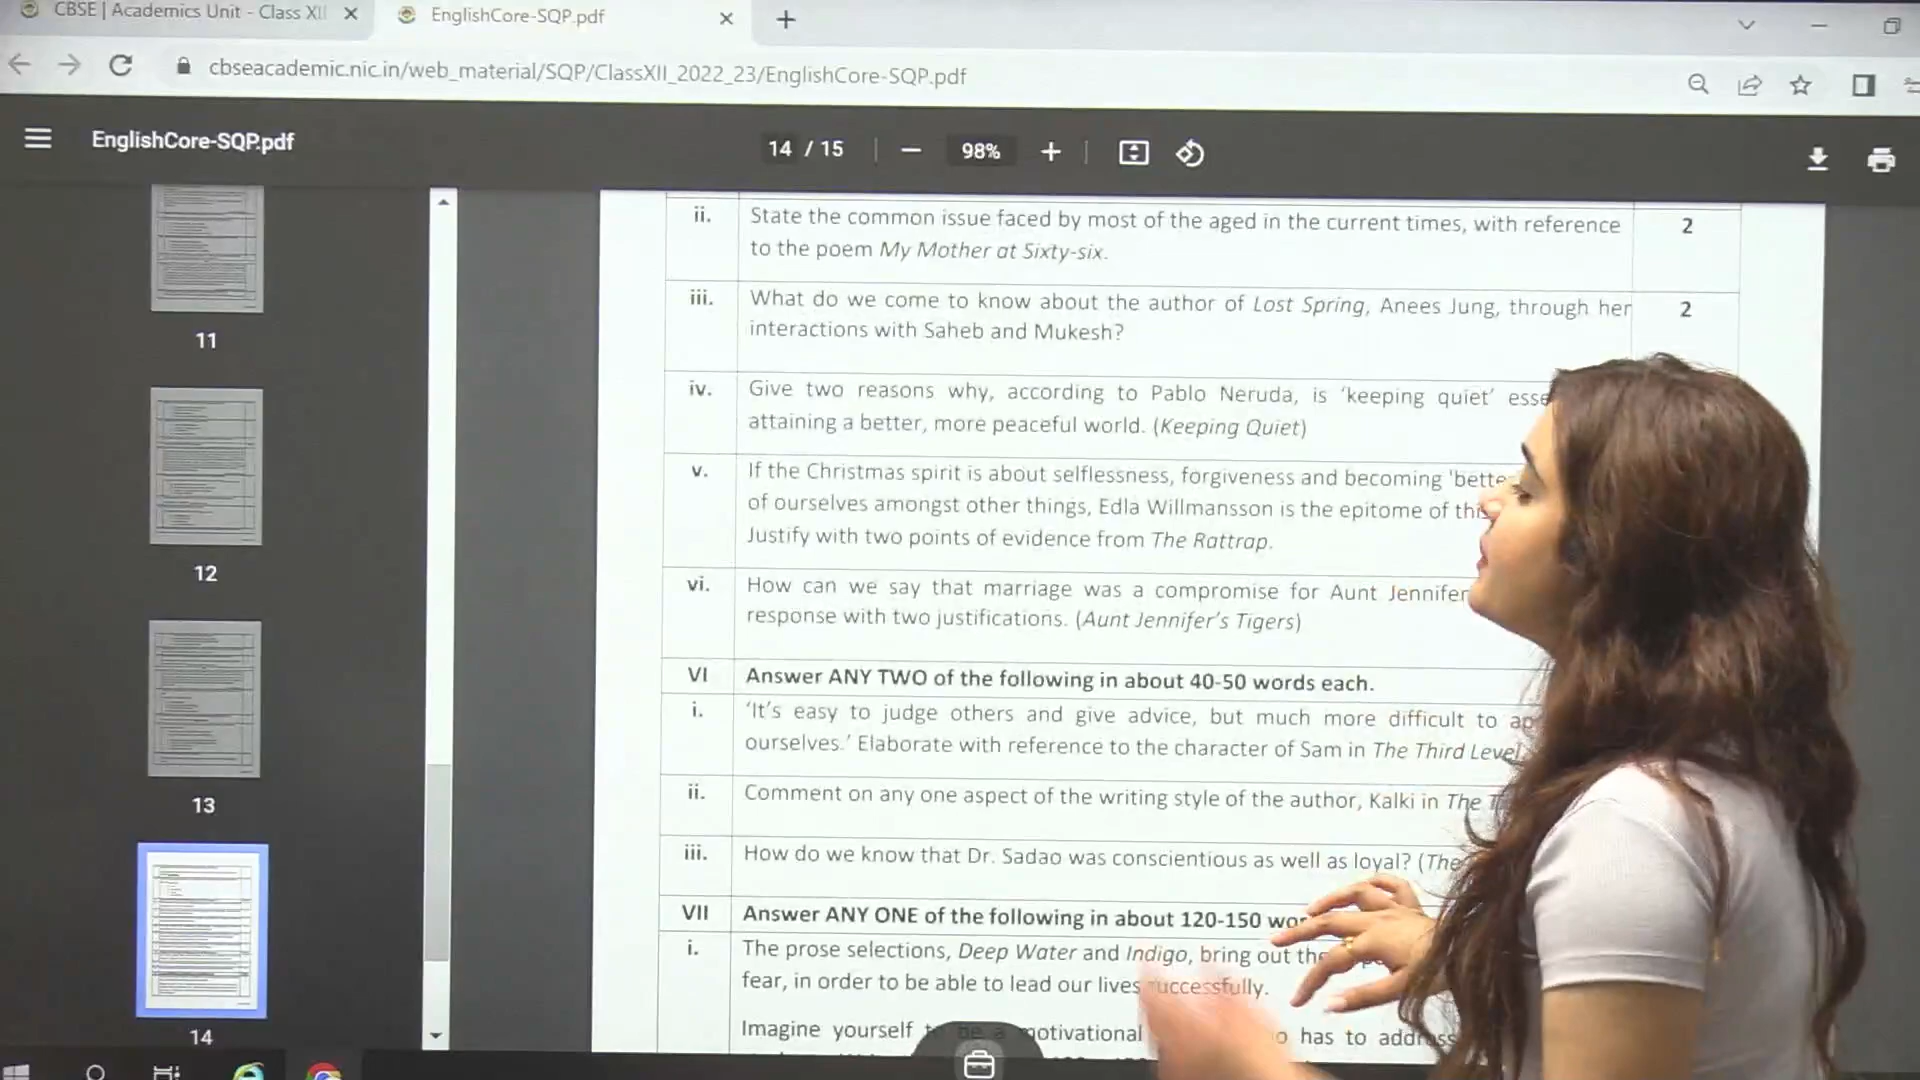 CBSE | Academics Unit - Class XII
EnglishCore-SQP.pdf
cbseacademic.nic.in/web_material/SQP/ClassXII_2022_23/EnglishCore-SQP.pdf
EnglishCore-SQP.pdf
14 / 15
98%
11
12
13
14
ii. State the common issue faced by most of the aged in the current times, with reference 2
to the poem My Mother at Sixty-six.
iii. What do we come to know about the author of Lost Spring, Anees Jung, through her 2
interactions with Saheb and Mukesh?
iv. Give two reasons why, according to Pablo Neruda, is ‘keeping quiet’ esse
attaining a better, more peaceful world. (Keeping Quiet)
v. If the Christmas spirit is about selflessness, forgiveness and becoming 'bette
of ourselves amongst other things, Edla Willmansson is the epitome of this
Justify with two points of evidence from The Rattrap.
vi. How can we say that marriage was a compromise for Aunt Jennifer
response with two justifications. (Aunt Jennifer’s Tigers)
VI Answer ANY TWO of the following in about 40-50 words each.
i. ‘It’s easy to judge others and give advice, but much more difficult to ap
ourselves.’ Elaborate with reference to the character of Sam in The Third Level
ii. Comment on any one aspect of the writing style of the author, Kalki in The
iii. How do we know that Dr. Sadao was conscientious as well as loyal? (The
VII Answer ANY ONE of the following in about 120-150 wor
i. The prose selections, Deep Water and Indigo, bring out the
fear, in order to be able to lead our lives successfully.
Imagine yourself to be a motivational has to address